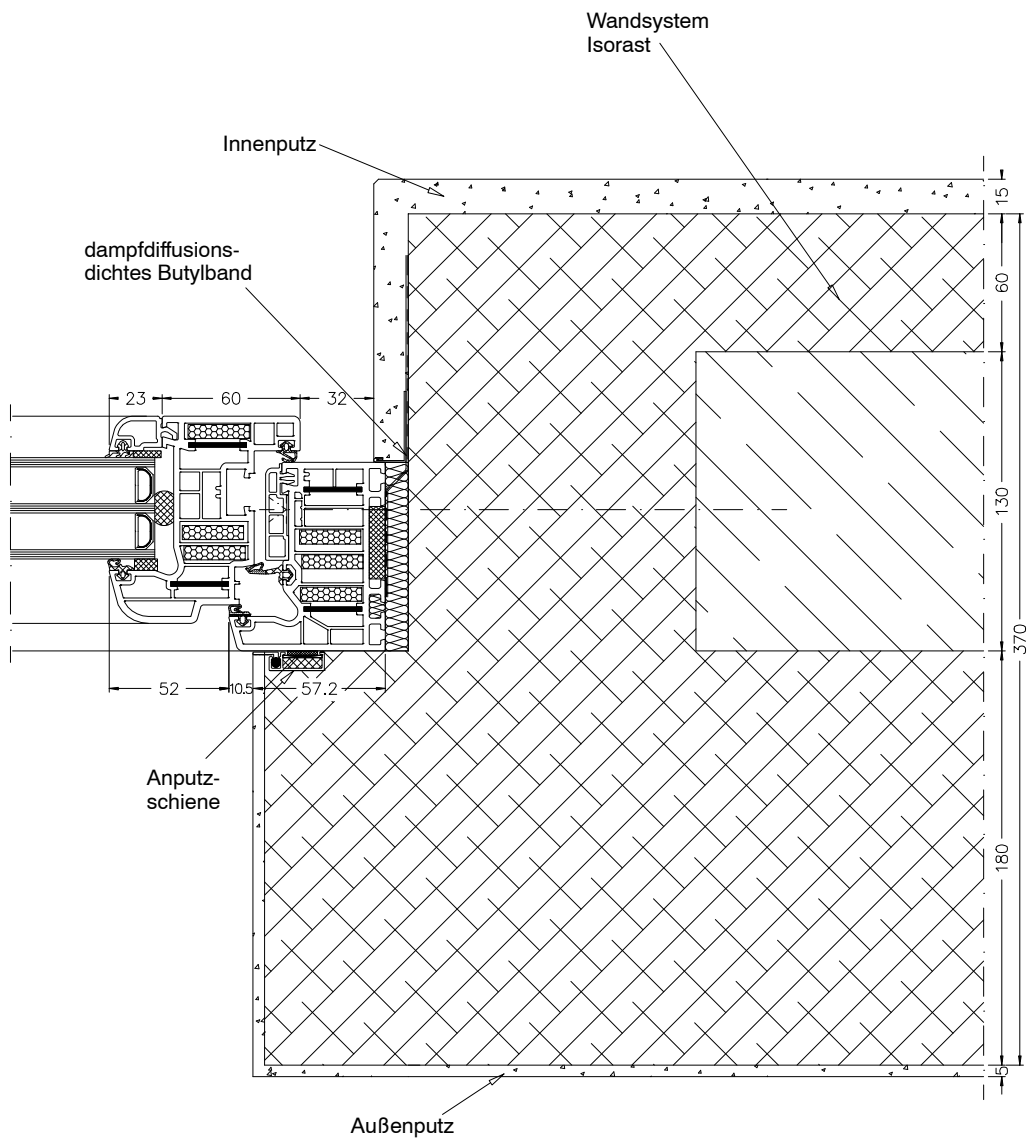 Wandsystem
Isorast
Innenputz
15
dampfdiffusions-
dichtes Butylband
60
23
60
32
130
370
52
10.5
57.2
Anputz-
schiene
180
5
Außenputz